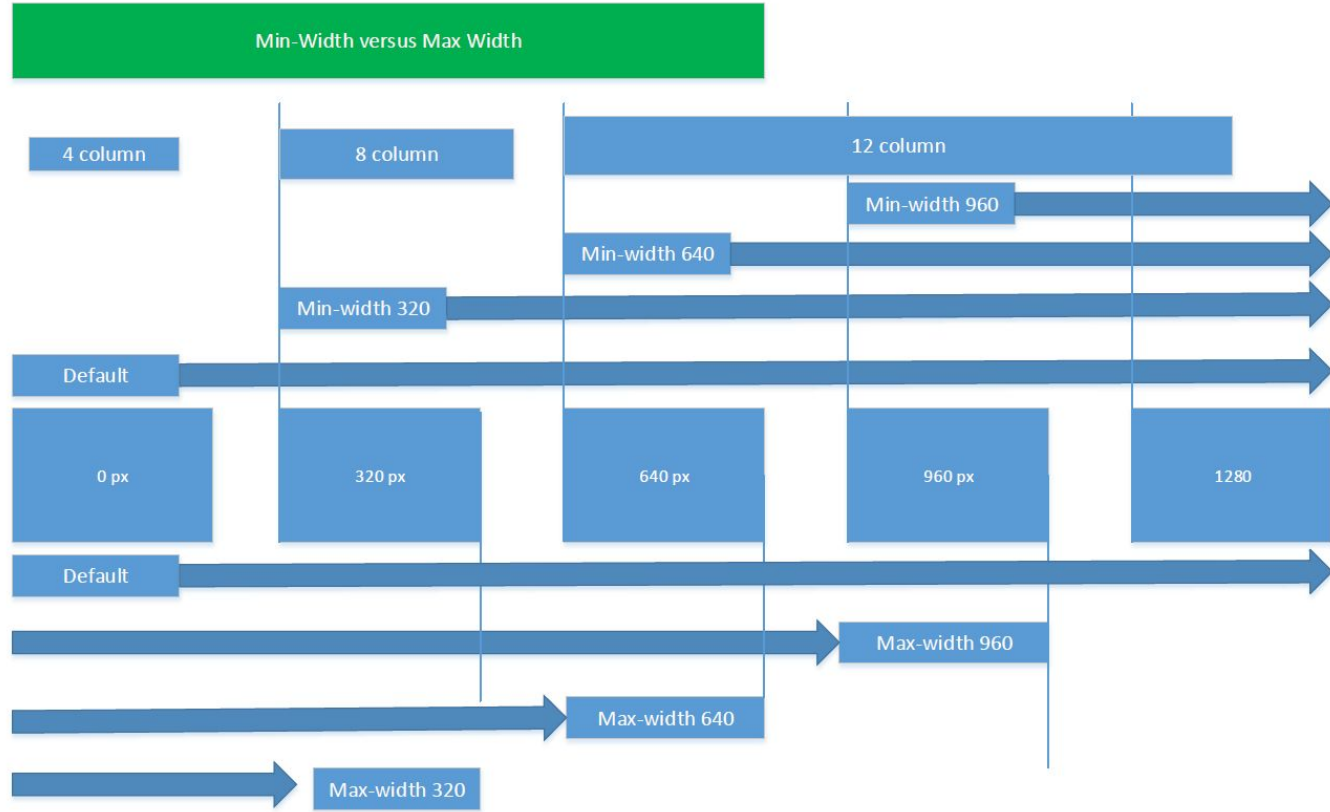 Min-Width versus Max Width
4 column
8 column
12 column
Min-width 960
Min-width 640
Min-width 320
Default
0 px
320 px
640 px
960 px
1280
Default
Max-width 960
Max-width 640
Max-width 320